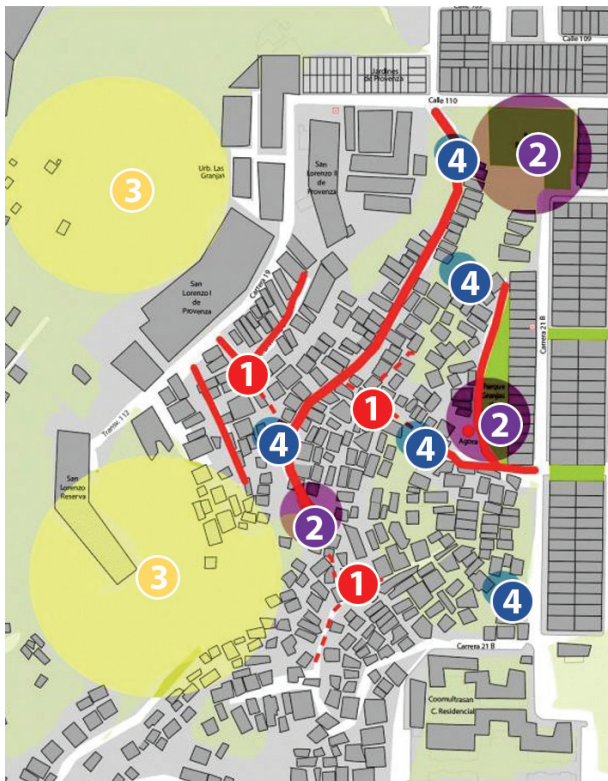 Calle 109
Jardines
de Provenza
Calle 110
4
2
3
Urb. Las
Granjas
San
Lorenzo II
de
Provenza
4
Carrera 19
San
Lorenzo I
de
Provenza
Carrera 21 B
1
1
Parque
Granjas
2
Transv. 112
4
4
Agora
San
Lorenzo
Reserva
2
3
1
4
Carrera 21 B
Coomultrasan
C. Residencial